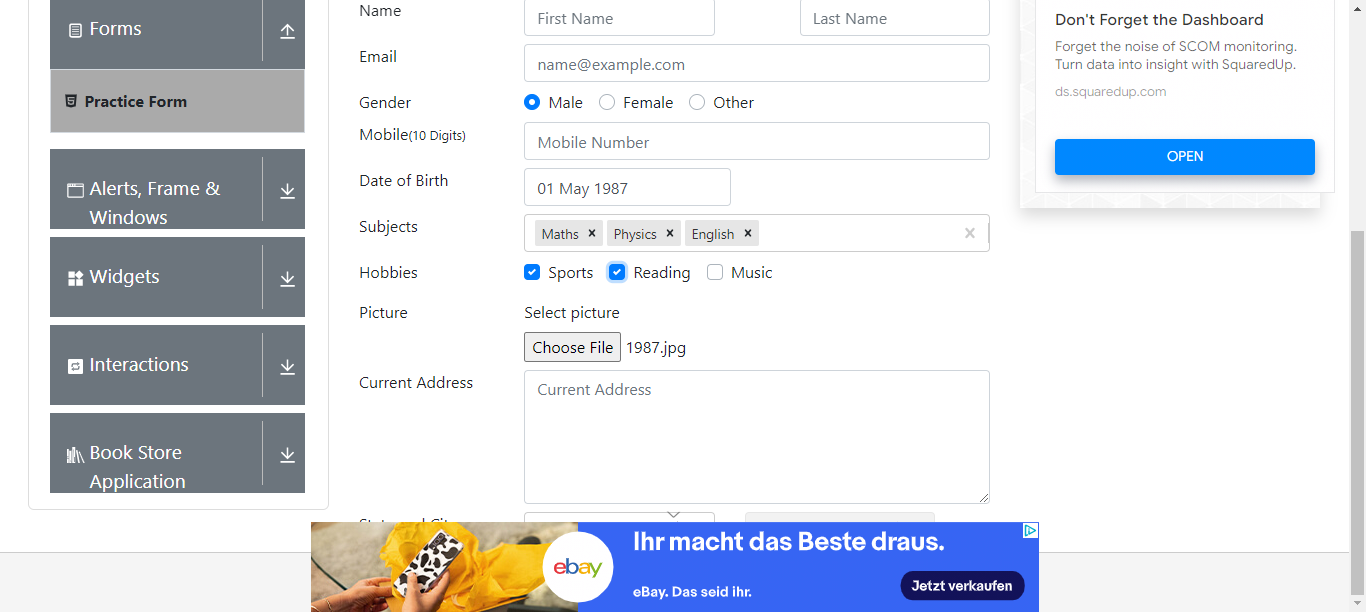 Forms
Practice Form
Alerts, Frame &
Windows
Widgets
Interactions
Book Store
Application
Name
First Name
Last Name
Email
name@example.com
Gender
Male
Female
Other
Mobile(10 Digits)
Mobile Number
Date of Birth
01 May 1987
Subjects
Maths
Physics
English
Hobbies
Sports
Reading
Music
Picture
Select picture
Choose File 1987.jpg
Current Address
Current Address
Don't Forget the Dashboard
Forget the noise of SCOM monitoring.
Turn data into insight with SquaredUp.
ds.squaredup.com
OPEN
ebay
Ihr macht das Beste draus.
eBay. Das seid ihr.
Jetzt verkaufen